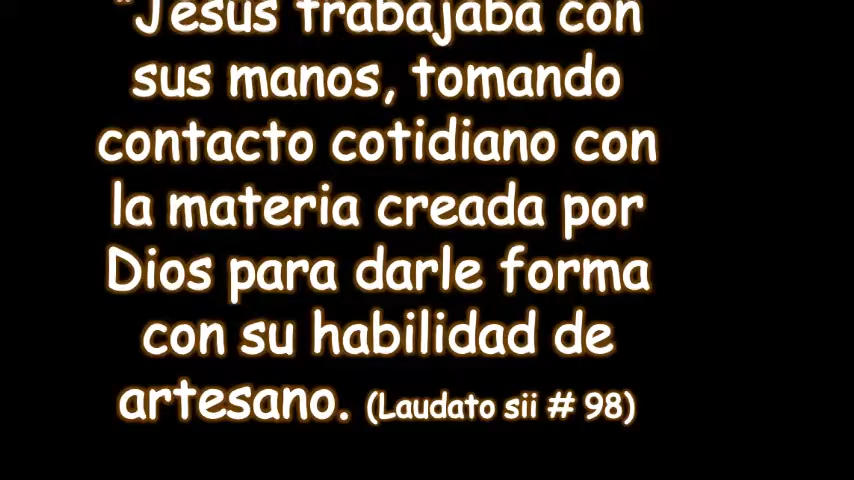 "Jesús trabajaba con
sus manos, tomando
contacto cotidiano con
la materia creada por
Dios para darle forma
con su habilidad de
artesano. (Laudato sii # 98)